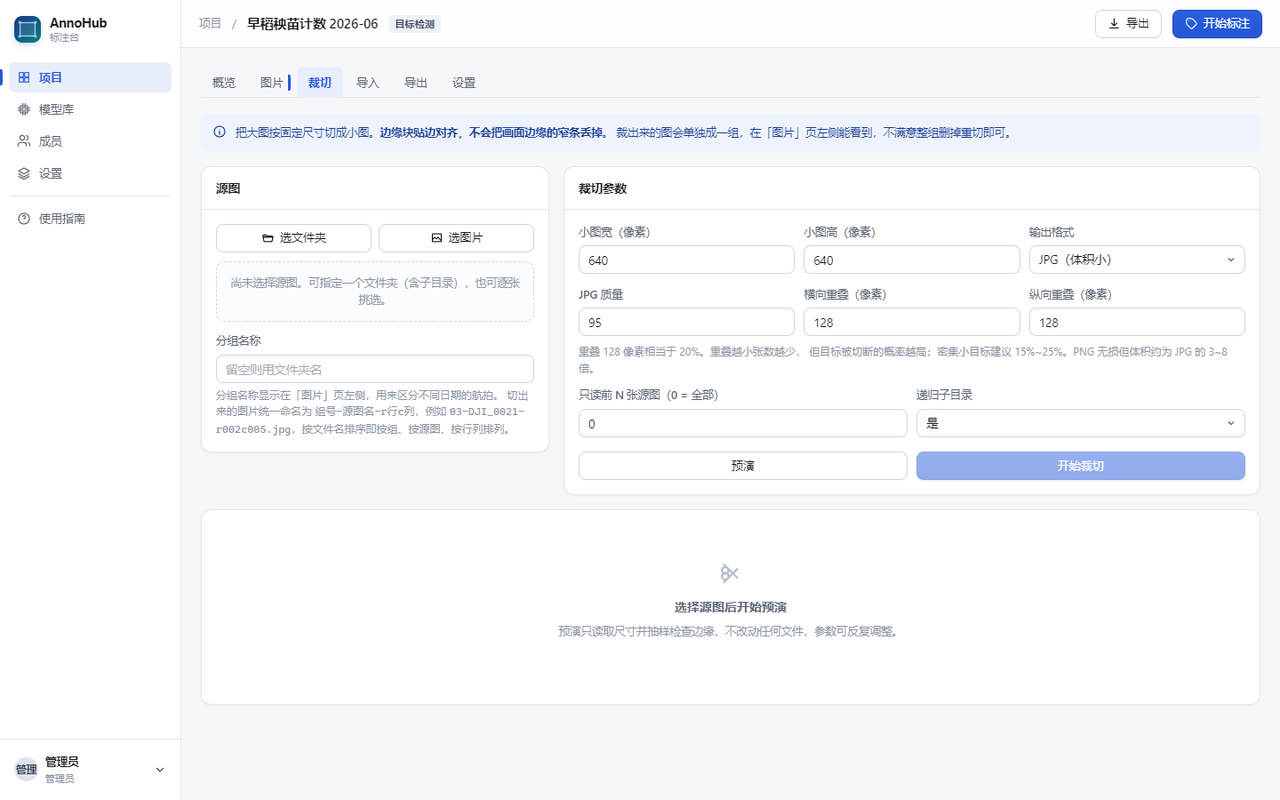 AnnoHub
标注台
项目
模型库
成员
设置
使用指南
管理
管理员
管理员
项目 / 早稻秧苗计数 2026-06 目标检测
导出
开始标注
概览 图片 裁切 导入 导出 设置
把大图按固定尺寸切成小图。边缘块贴边对齐，不会把画面边缘的窄条丢掉。 裁出来的图会单独成一组，在「图片」页左侧能看到，不满意整组删掉重切即可。
源图
选文件夹
选图片
尚未选择源图。可指定一个文件夹（含子目录），也可逐张
挑选。
分组名称
留空则用文件夹名
分组名称显示在「图片」页左侧，用来区分不同日期的航拍。 切出
来的图片统一命名为 组号-源图名-r行c列，例如 03-DJI_0021-
r002c005.jpg，按文件名排序即按组、按源图、按行列排列。
裁切参数
小图宽（像素） 小图高（像素） 输出格式
640 640 JPG（体积小）
JPG 质量 横向重叠（像素） 纵向重叠（像素）
95 128 128
重叠 128 像素相当于 20%。重叠越小张数越少， 但目标被切断的概率越高；密集小目标建议 15%~25%。PNG 无损但体积约为 JPG 的 3~8
倍。
只读前 N 张源图（0 = 全部） 递归子目录
0 是
预演 开始裁切
选择源图后开始预演
预演只读取尺寸并抽样检查边缘，不改动任何文件，参数可反复调整。